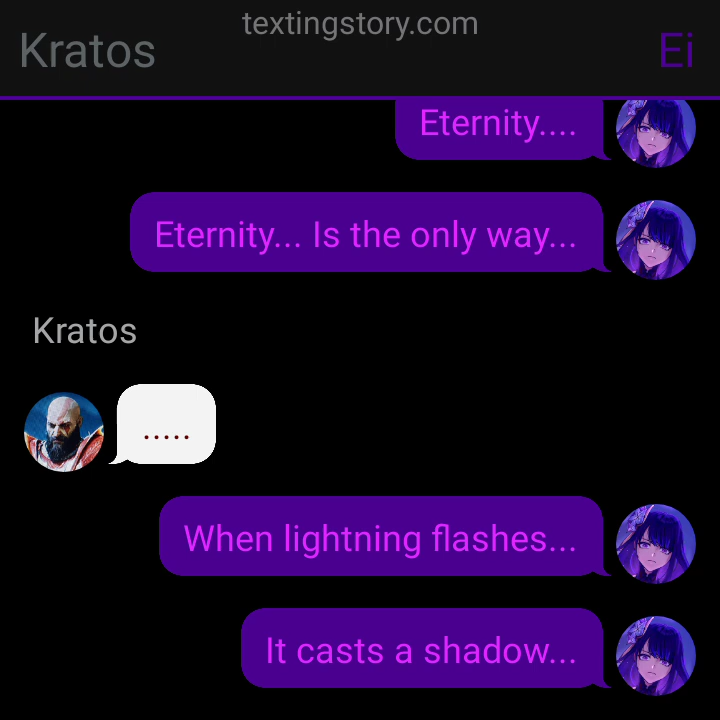 textingstory.com
Kratos
Ei
Eternity....
Eternity... Is the only way...
Kratos
.....
When lightning flashes...
It casts a shadow...